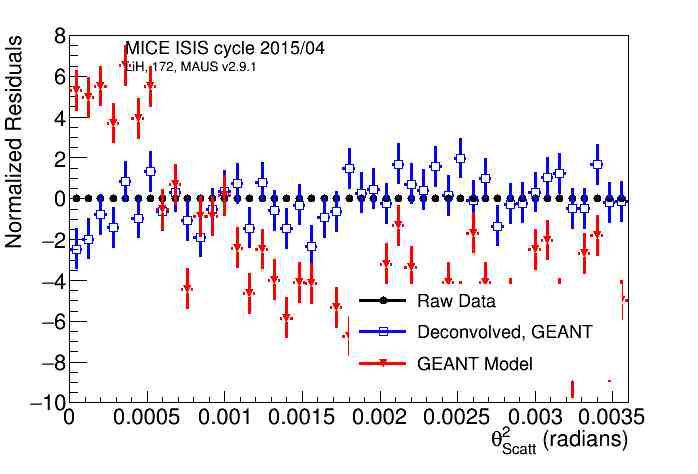 MICE ISIS cycle 2015/04
LiH, 172, MAUS v2.9.1
Normalized Residuals
8
6
4
2
0
−2
−4
−6
−8
−10
Raw Data
Deconvolved, GEANT
GEANT Model
0 0.0005 0.001 0.0015 0.002 0.0025 0.003 0.0035
θ²Scatt (radians)